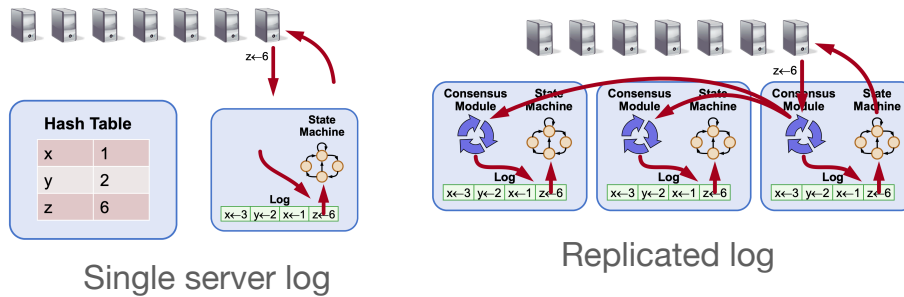 z←6
Hash Table
x 1
y 2
z 6
State
Machine
Log
x←3 y←2 x←1 z←6
Single server log
z←6
Consensus
Module
State
Machine
Log
x←3 y←2 x←1 z←6
Consensus
Module
State
Machine
Log
x←3 y←2 x←1 z←6
Consensus
Module
State
Machine
Log
x←3 y←2 x←1 z←6
Replicated log